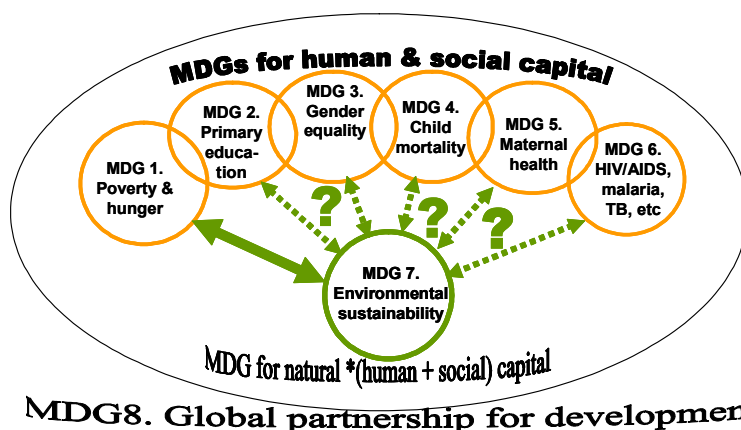 MDGs for human & social capital
MDG 1.
Poverty &
hunger
MDG 2.
Primary
educa-
tion
MDG 3.
Gender
equality
MDG 4.
Child
mortality
MDG 5.
Maternal
health
MDG 6.
HIV/AIDS,
malaria,
TB, etc
?
?
?
MDG 7.
Environmental
sustainability
MDG for natural *(human + social) capital
MDG8. Global partnership for developmen